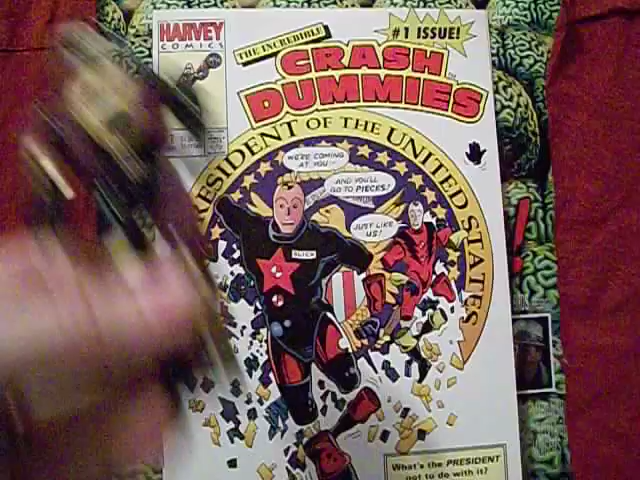 HARVEY
COMICS
THE INCREDIBLE
#1 ISSUE!
CRASH
DUMMIES
PRESIDENT OF THE UNITED STATES
WE'RE COMING
AT YOU--
AND YOU'LL
GO TO PIECES!
JUST LIKE
US!
SLICK
What's the PRESIDENT
got to do with it?